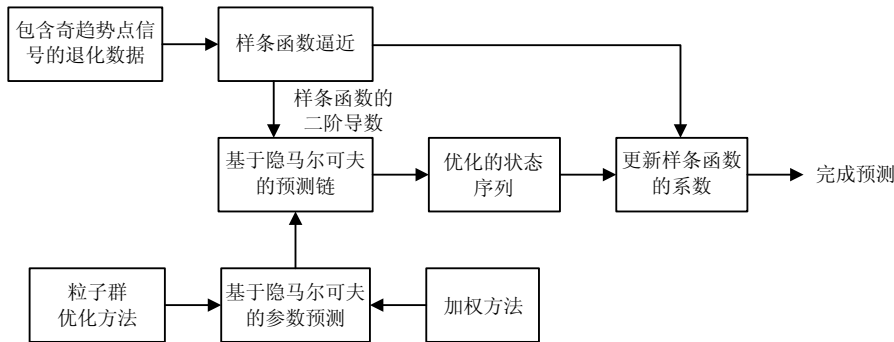 包含奇趋势点信
号的退化数据
样条函数逼近
样条函数的
二阶导数
基于隐马尔可夫
的预测链
优化的状态
序列
更新样条函数
的系数
完成预测
粒子群
优化方法
基于隐马尔可夫
的参数预测
加权方法